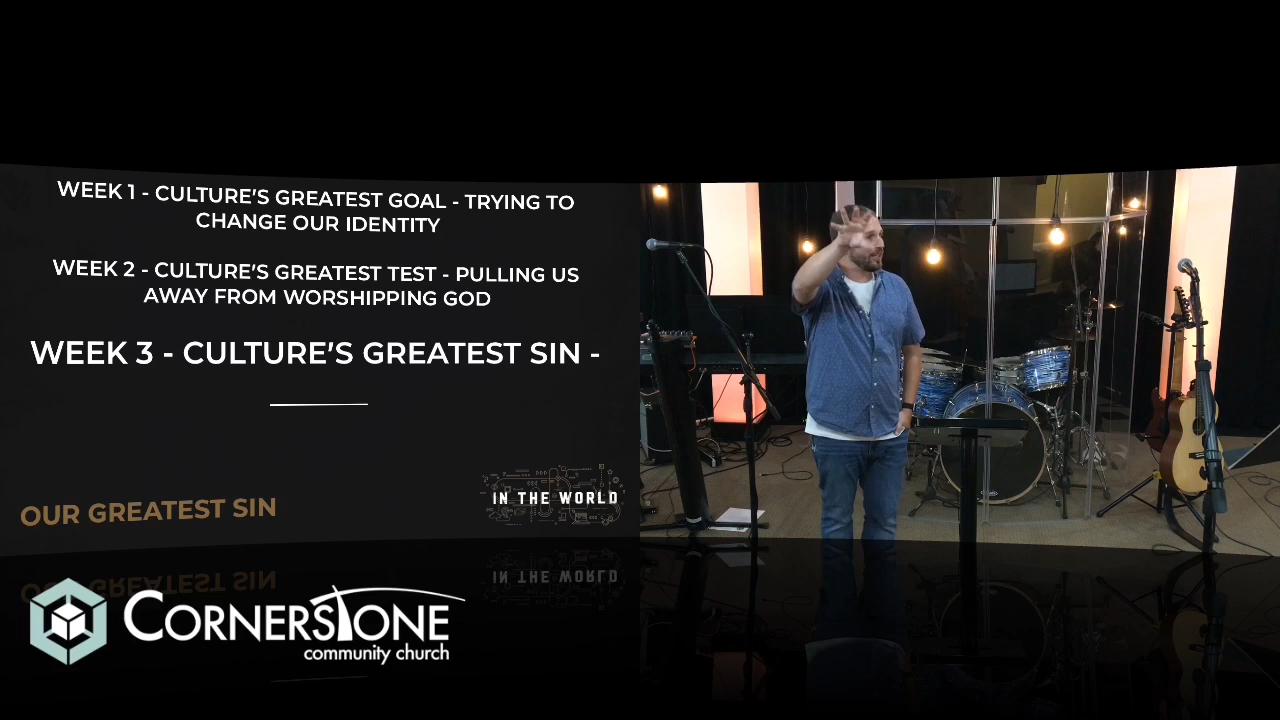 WEEK 1 - CULTURE'S GREATEST GOAL - TRYING TO
CHANGE OUR IDENTITY
WEEK 2 - CULTURE'S GREATEST TEST - PULLING US
AWAY FROM WORSHIPPING GOD
WEEK 3 - CULTURE'S GREATEST SIN -
OUR GREATEST SIN
IN THE WORLD
CORNERSTONE
community church